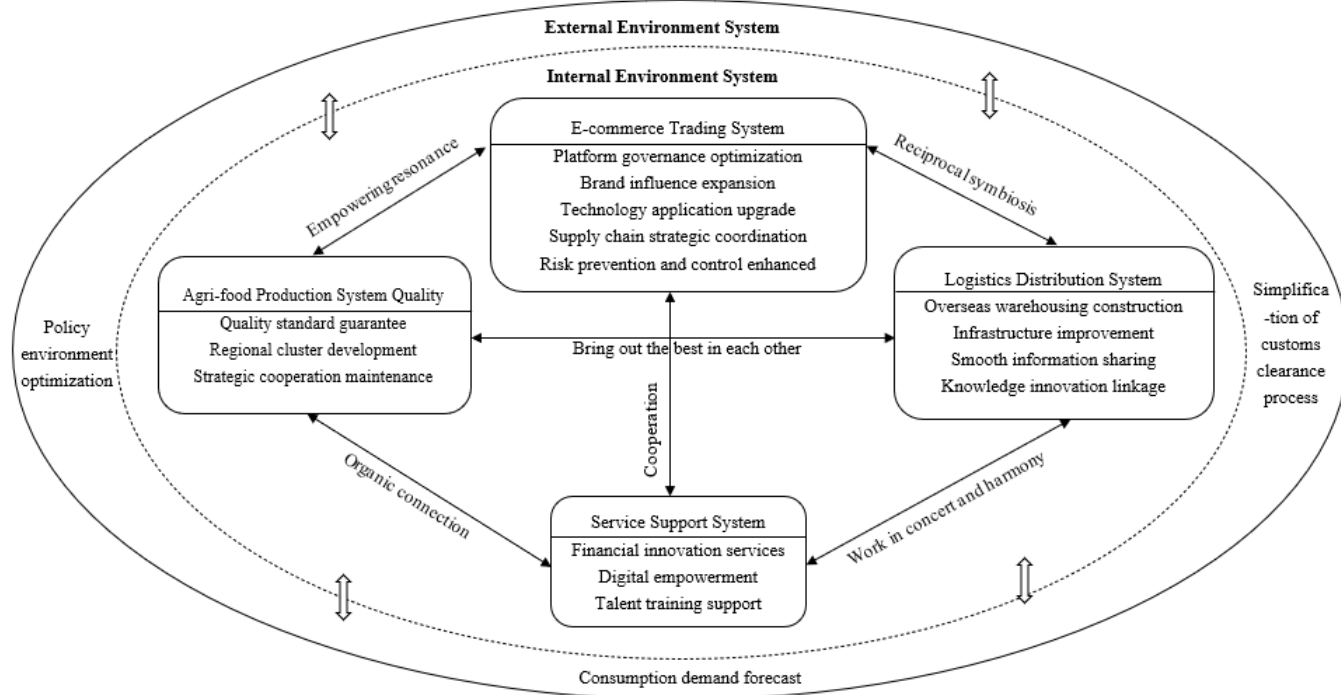 External Environment System
Internal Environment System
E-commerce Trading System
Platform governance optimization
Brand influence expansion
Technology application upgrade
Supply chain strategic coordination
Risk prevention and control enhanced
Empowering resonance
Reciprocal symbiosis
Agri-food Production System Quality
Quality standard guarantee
Regional cluster development
Strategic cooperation maintenance
Logistics Distribution System
Overseas warehousing construction
Infrastructure improvement
Smooth information sharing
Knowledge innovation linkage
Policy
environment
optimization
Simplifica
-tion of
customs
clearance
process
Bring out the best in each other
Cooperation
Organic connection
Work in concert and harmony
Service Support System
Financial innovation services
Digital empowerment
Talent training support
Consumption demand forecast